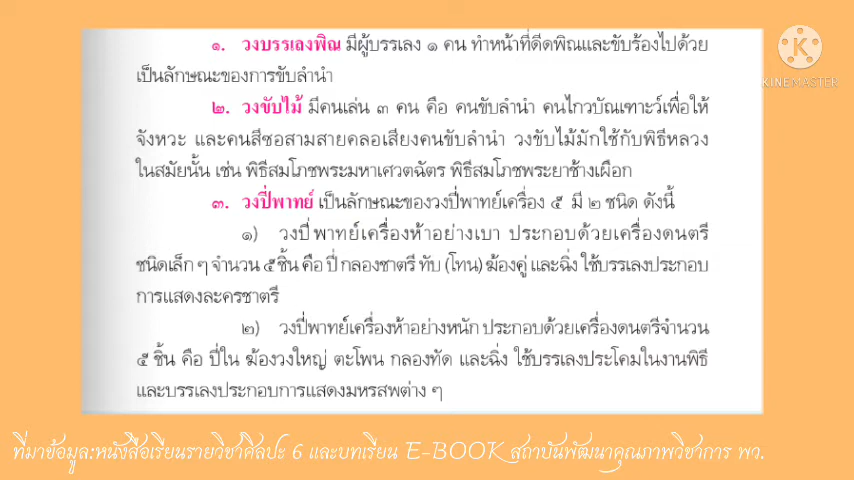 ๑. วงบรรเลงพิณ มีผู้บรรเลง ๑ คน ทำหน้าที่ดีดพิณและขับร้องไปด้วย
เป็นลักษณะของการขับลำนำ
๒. วงขับไม้ มีคนเล่น ๓ คน คือ คนขับลำนำ คนไกวบัณเฑาะว์เพื่อให้
จังหวะ และคนสีซอสามสายคลอเสียงคนขับลำนำ วงขับไม้มักใช้กับพิธีหลวง
ในสมัยนั้น เช่น พิธีสมโภชพระมหาเศวตฉัตร พิธีสมโภชพระยาช้างเผือก
๓. วงปี่พาทย์ เป็นลักษณะของวงปี่พาทย์เครื่อง ๕ มี ๒ ชนิด ดังนี้
๑) วงปี่พาทย์เครื่องห้าอย่างเบา ประกอบด้วยเครื่องดนตรี
ชนิดเล็ก ๆ จำนวน ๕ ชิ้น คือ ปี่ กลองชาตรี ทับ (โทน) ฆ้องคู่ และฉิ่ง ใช้บรรเลงประกอบ
การแสดงละครชาตรี
๒) วงปี่พาทย์เครื่องห้าอย่างหนัก ประกอบด้วยเครื่องดนตรีจำนวน
๕ ชิ้น คือ ปี่ใน ฆ้องวงใหญ่ ตะโพน กลองทัด และฉิ่ง ใช้บรรเลงประโคมในงานพิธี
และบรรเลงประกอบการแสดงมหรสพต่าง ๆ
KINEMASTER
ที่มาข้อมูล:หนังสือเรียนรายวิชาศิลปะ 6 และบทเรียน E-BOOK สถาบันพัฒนาคุณภาพวิชาการ พว.